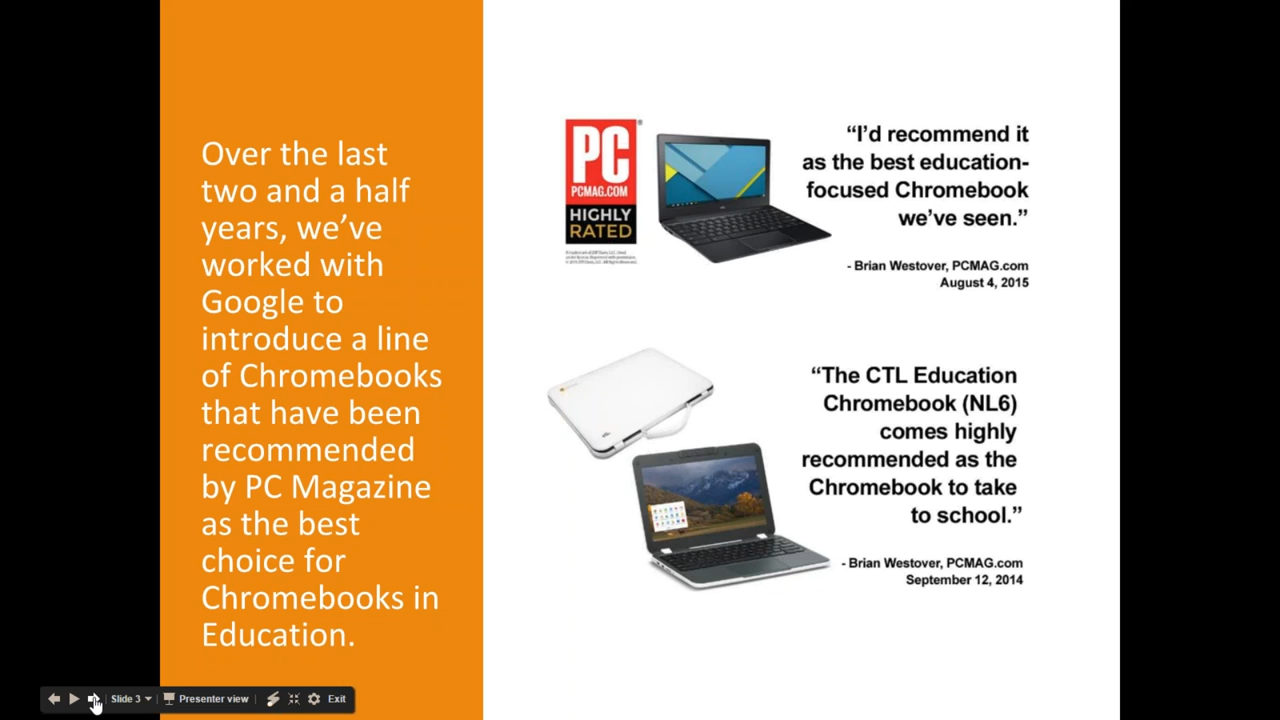 Over the last
two and a half
years, we’ve
worked with
Google to
introduce a line
of Chromebooks
that have been
recommended
by PC Magazine
as the best
choice for
Chromebooks in
Education.
PC
PCMAG.COM
HIGHLY
RATED
“I’d recommend it
as the best education-
focused Chromebook
we’ve seen.”
- Brian Westover, PCMAG.com
August 4, 2015
“The CTL Education
Chromebook (NL6)
comes highly
recommended as the
Chromebook to take
to school.”
- Brian Westover, PCMAG.com
September 12, 2014
Slide 3 Presenter view Exit